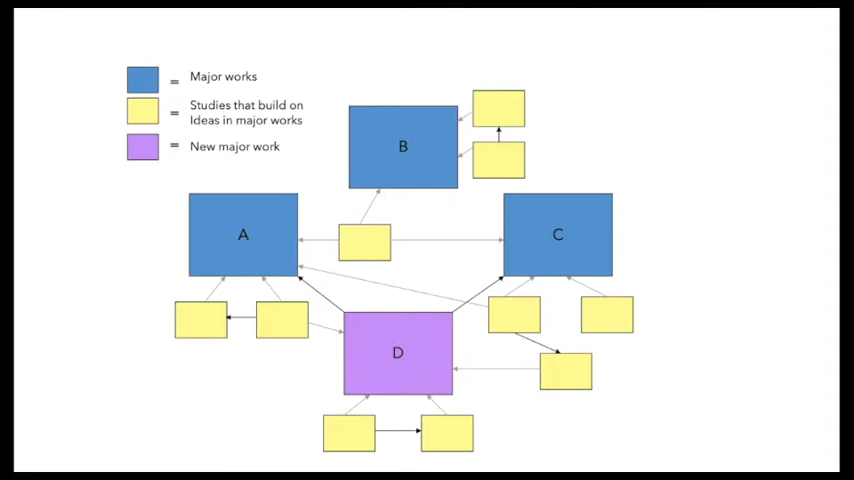 = Major works
= Studies that build on
Ideas in major works
= New major work
B
A
C
D